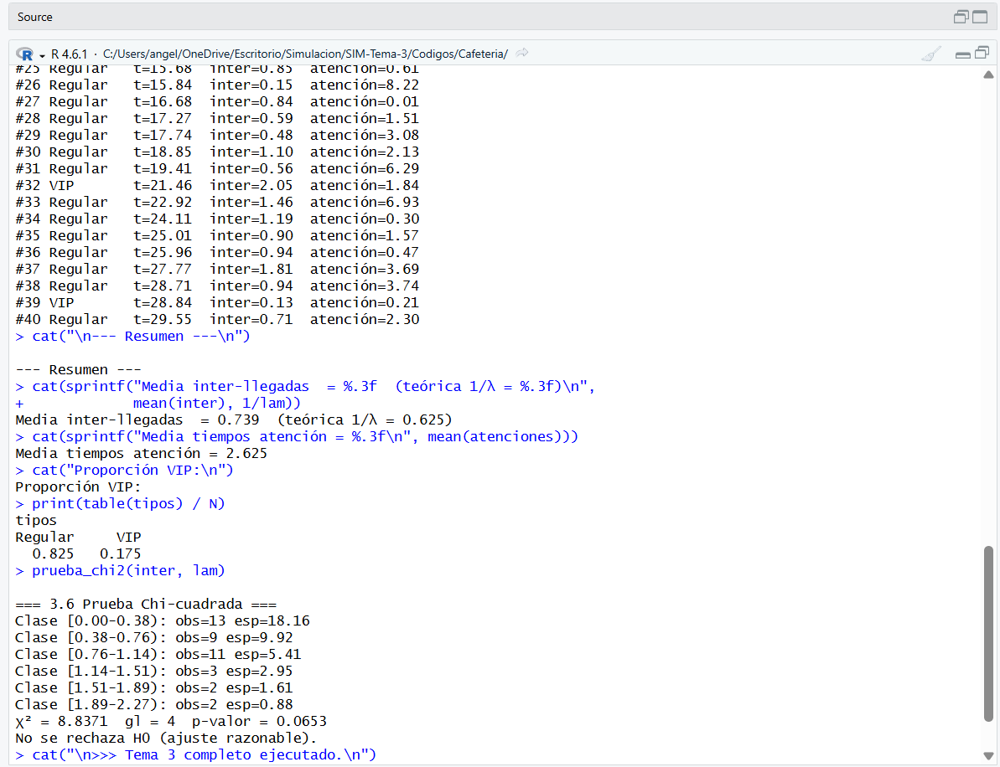 Source
R 4.6.1 · C:/Users/angel/OneDrive/Escritorio/Simulacion/SIM-Tema-3/Codigos/Cafeteria/
#25 Regular   t=15.68  inter=0.85  atención=0.61
#26 Regular   t=15.84  inter=0.15  atención=8.22
#27 Regular   t=16.68  inter=0.84  atención=0.01
#28 Regular   t=17.27  inter=0.59  atención=1.51
#29 Regular   t=17.74  inter=0.48  atención=3.08
#30 Regular   t=18.85  inter=1.10  atención=2.13
#31 Regular   t=19.41  inter=0.56  atención=6.29
#32 VIP       t=21.46  inter=2.05  atención=1.84
#33 Regular   t=22.92  inter=1.46  atención=6.93
#34 Regular   t=24.11  inter=1.19  atención=0.30
#35 Regular   t=25.01  inter=0.90  atención=1.57
#36 Regular   t=25.96  inter=0.94  atención=0.47
#37 Regular   t=27.77  inter=1.81  atención=3.69
#38 Regular   t=28.71  inter=0.94  atención=3.74
#39 VIP       t=28.84  inter=0.13  atención=0.21
#40 Regular   t=29.55  inter=0.71  atención=2.30
> cat("\n--- Resumen ---\n")
--- Resumen ---
> cat(sprintf("Media inter-llegadas  = %.3f  (teórica 1/λ = %.3f)\n",
+             mean(inter), 1/lam))
Media inter-llegadas  = 0.739  (teórica 1/λ = 0.625)
> cat(sprintf("Media tiempos atención = %.3f\n", mean(atenciones)))
Media tiempos atención = 2.625
> cat("Proporción VIP:\n")
Proporción VIP:
> print(table(tipos) / N)
tipos
Regular     VIP
  0.825   0.175
> prueba_chi2(inter, lam)
=== 3.6 Prueba Chi-cuadrada ===
Clase [0.00-0.38): obs=13 esp=18.16
Clase [0.38-0.76): obs=9 esp=9.92
Clase [0.76-1.14): obs=11 esp=5.41
Clase [1.14-1.51): obs=3 esp=2.95
Clase [1.51-1.89): obs=2 esp=1.61
Clase [1.89-2.27): obs=2 esp=0.88
χ² = 8.8371  gl = 4  p-valor = 0.0653
No se rechaza H0 (ajuste razonable).
> cat("\n>>> Tema 3 completo ejecutado.\n")